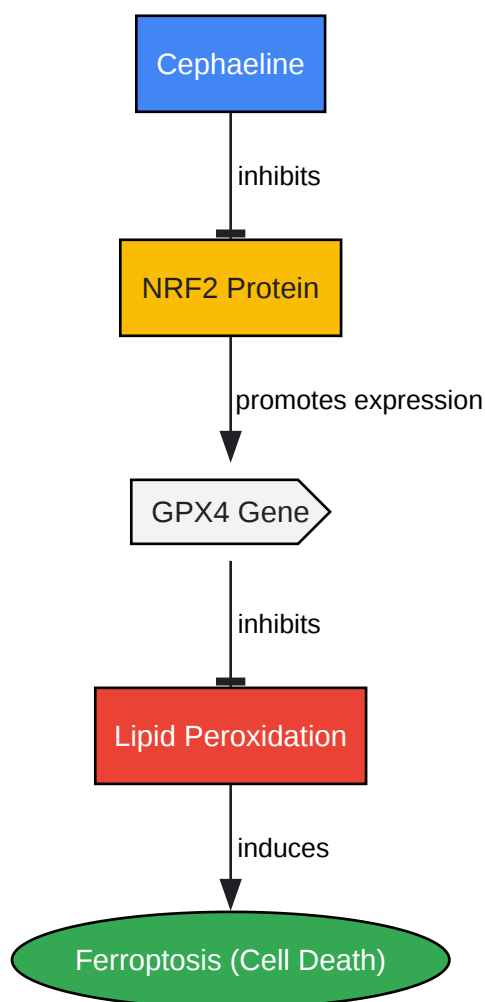 Cephaeline
inhibits
NRF2 Protein
promotes expression
GPX4 Gene
inhibits
Lipid Peroxidation
induces
Ferroptosis (Cell Death)